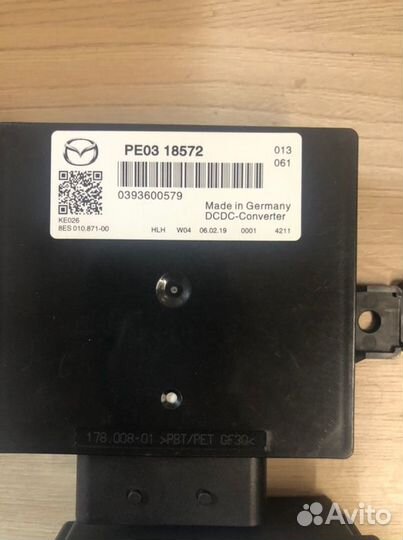 PE03 18572
013
061
0393600579
Made in Germany
DCDC-Converter
KE026
8ES 010.871-00
HLH W04 06.02.19 0001 4211
178.008-01 >PBT/PET GF30<
Avito